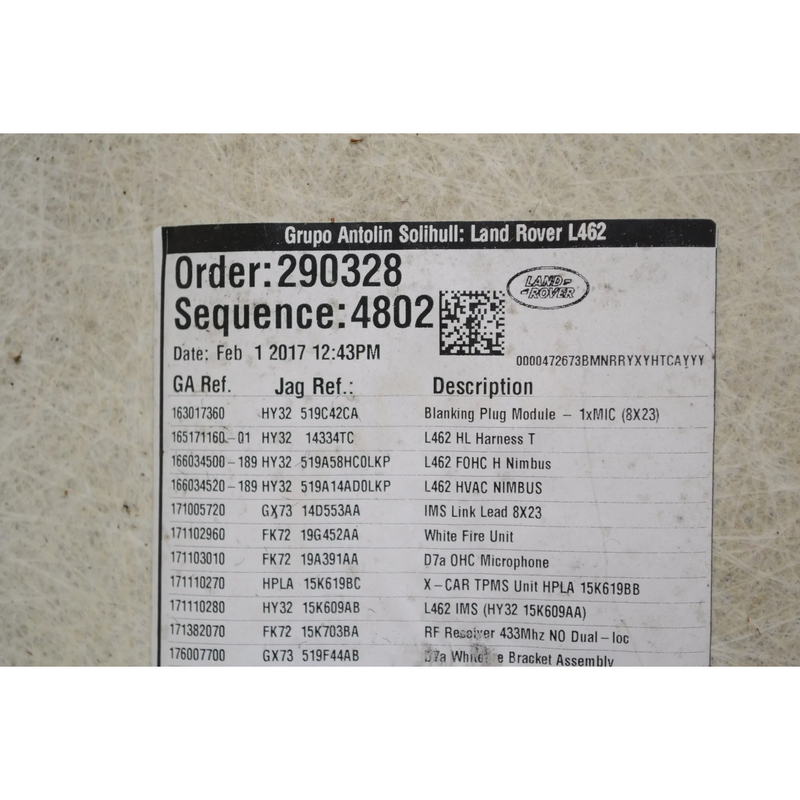 Grupo Antolin Solihull: Land Rover L462
Order:290328
LAND-
-ROVER
Sequence:4802
Date: Feb 1 2017 12:43PM
0000472673BMNRRYXYHTCAYYY
GA Ref. Jag Ref.: Description
163017360 HY32 519C42CA Blanking Plug Module - 1xMIC (8X23)
165171160-01 HY32 14334TC L462 HL Harness T
166034500-189 HY32 519A58HC0LKP L462 FOHC H Nimbus
166034520-189 HY32 519A14AD0LKP L462 HVAC NIMBUS
171005720 GX73 14D553AA IMS Link Lead 8X23
171102960 FK72 19G452AA White Fire Unit
171103010 FK72 19A391AA D7a OHC Microphone
171110270 HPLA 15K619BC X-CAR TPMS Unit HPLA 15K619BB
171110280 HY32 15K609AB L462 IMS (HY32 15K609AA)
171382070 FK72 15K703BA RF Receiver 433Mhz NO Dual-loc
176007700 GX73 519F44AB D7a Bracket Assembly